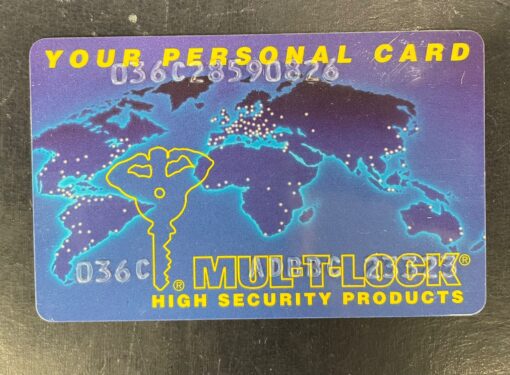 YOUR PERSONAL CARD
036C28590826
036C
MUL-T-LOCK®
®
HIGH SECURITY PRODUCTS